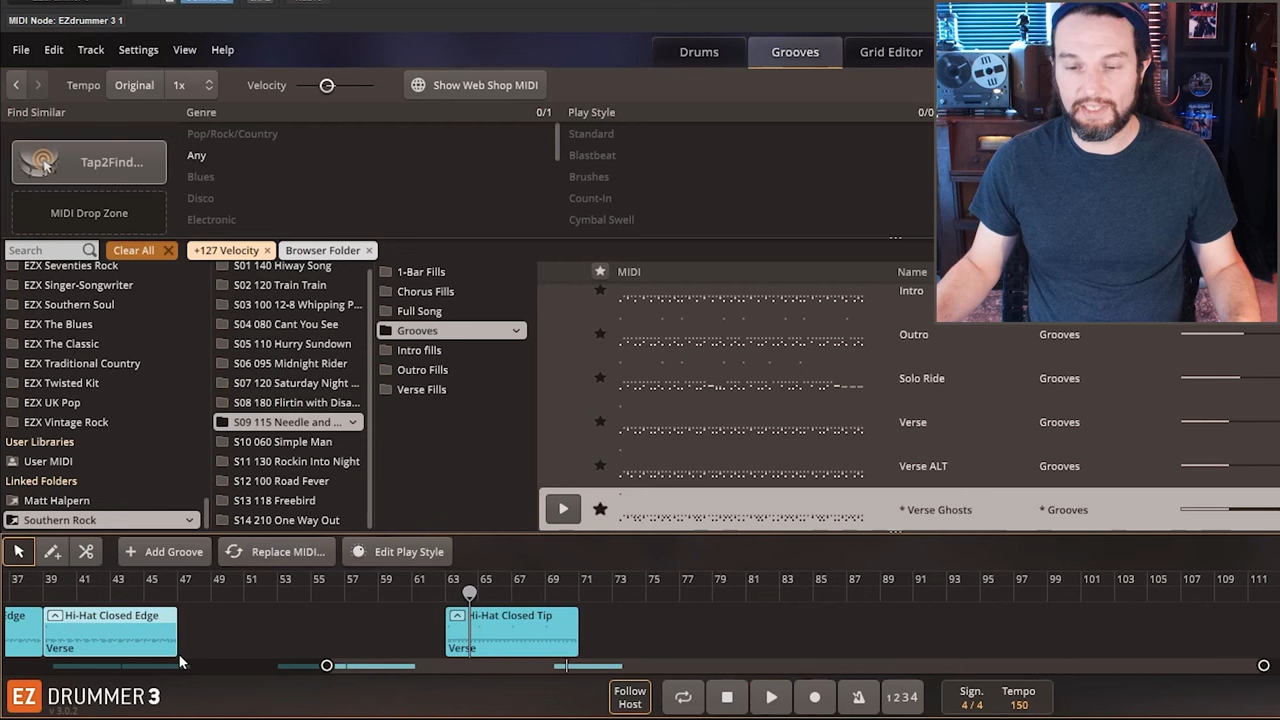 MIDI Node: EZdrummer 3 1
File Edit Track Settings View Help
Drums Grooves Grid Editor
Tempo Original 1x Velocity Show Web Shop MIDI
Find Similar Genre 0/1 Play Style 0/0
Pop/Rock/Country Standard
Tap2Find... Any Blastbeat
Blues Brushes
Disco Count-In
MIDI Drop Zone Electronic Cymbal Swell
Search Clear All +127 Velocity Browser Folder
EZX Seventies Rock S01 140 Hiway Song 1-Bar Fills MIDI Name
EZX Singer-Songwriter S02 120 Train Train Chorus Fills Intro
EZX Southern Soul S03 100 12-8 Whipping P... Full Song
EZX The Blues S04 080 Cant You See Grooves Outro Grooves
EZX The Classic S05 110 Hurry Sundown Intro fills
EZX Traditional Country S06 095 Midnight Rider Outro Fills Solo Ride Grooves
EZX Twisted Kit S07 120 Saturday Night ... Verse Fills
EZX UK Pop S08 180 Flirtin with Disa...
EZX Vintage Rock S09 115 Needle and ... Verse Grooves
User Libraries S10 060 Simple Man
User MIDI S11 130 Rockin Into Night Verse ALT Grooves
Linked Folders S12 100 Road Fever
Matt Halpern S13 118 Freebird * Verse Ghosts * Grooves
Southern Rock S14 210 One Way Out
+ Add Groove Replace MIDI... Edit Play Style
37 39 41 43 45 47 49 51 53 55 57 59 61 63 65 67 69 71 73 75 77 79 81 83 85 87 89 91 93 95 97 99 101 103 105 107 109 111
Edge Hi-Hat Closed Edge Hi-Hat Closed Tip
Verse Verse
EZ DRUMMER 3 Follow Host 1234 Sign. 4/4 Tempo 150
v 3.0.2